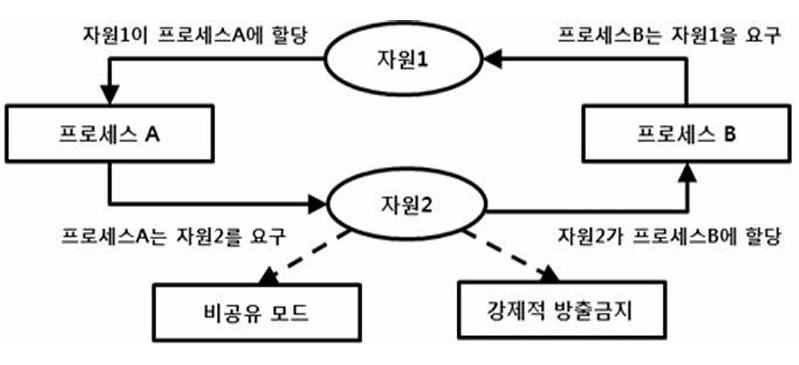 자원1이 프로세스A에 할당
자원1
프로세스B는 자원1을 요구
프로세스 A
프로세스 B
자원2
프로세스A는 자원2를 요구
자원2가 프로세스B에 할당
비공유 모드
강제적 방출금지